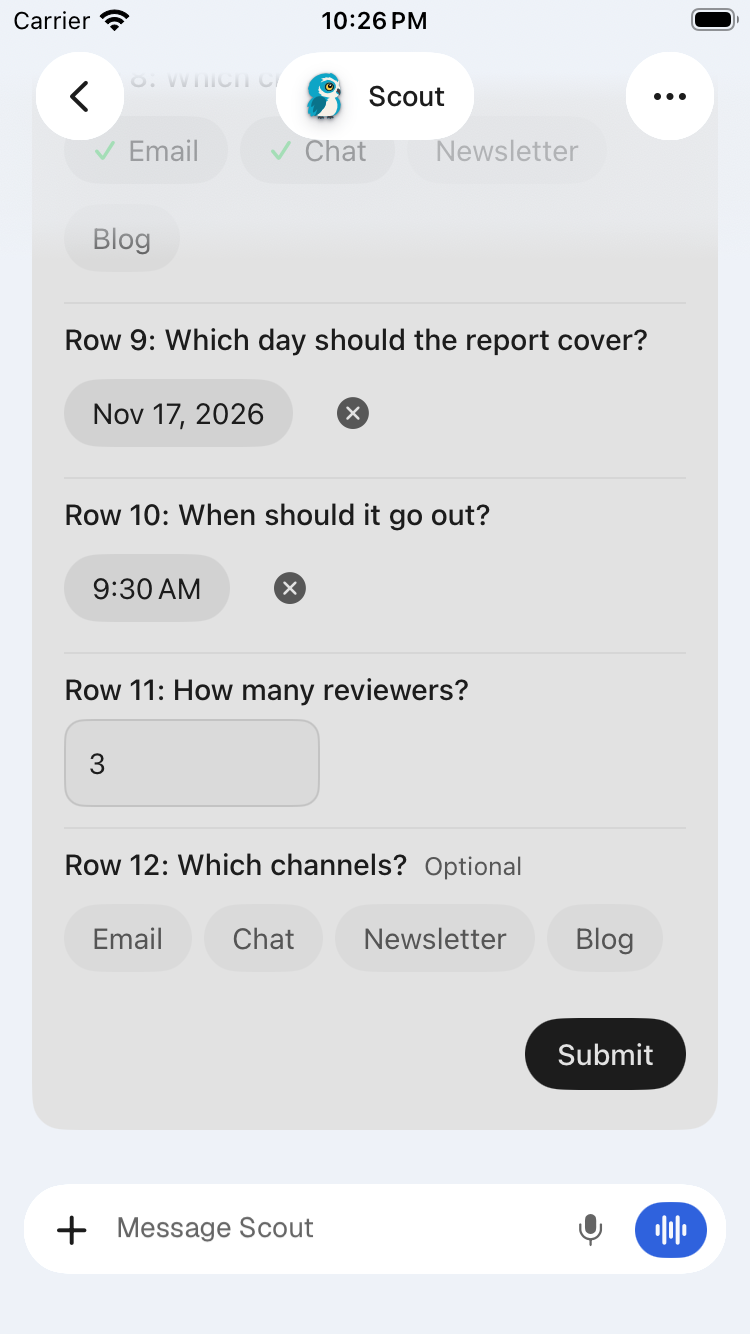 Carrier 10:26 PM
8: Which
Scout
Email Chat Newsletter
Blog
Row 9: Which day should the report cover?
Nov 17, 2026
Row 10: When should it go out?
9:30 AM
Row 11: How many reviewers?
3
Row 12: Which channels? Optional
Email Chat Newsletter Blog
Submit
Message Scout